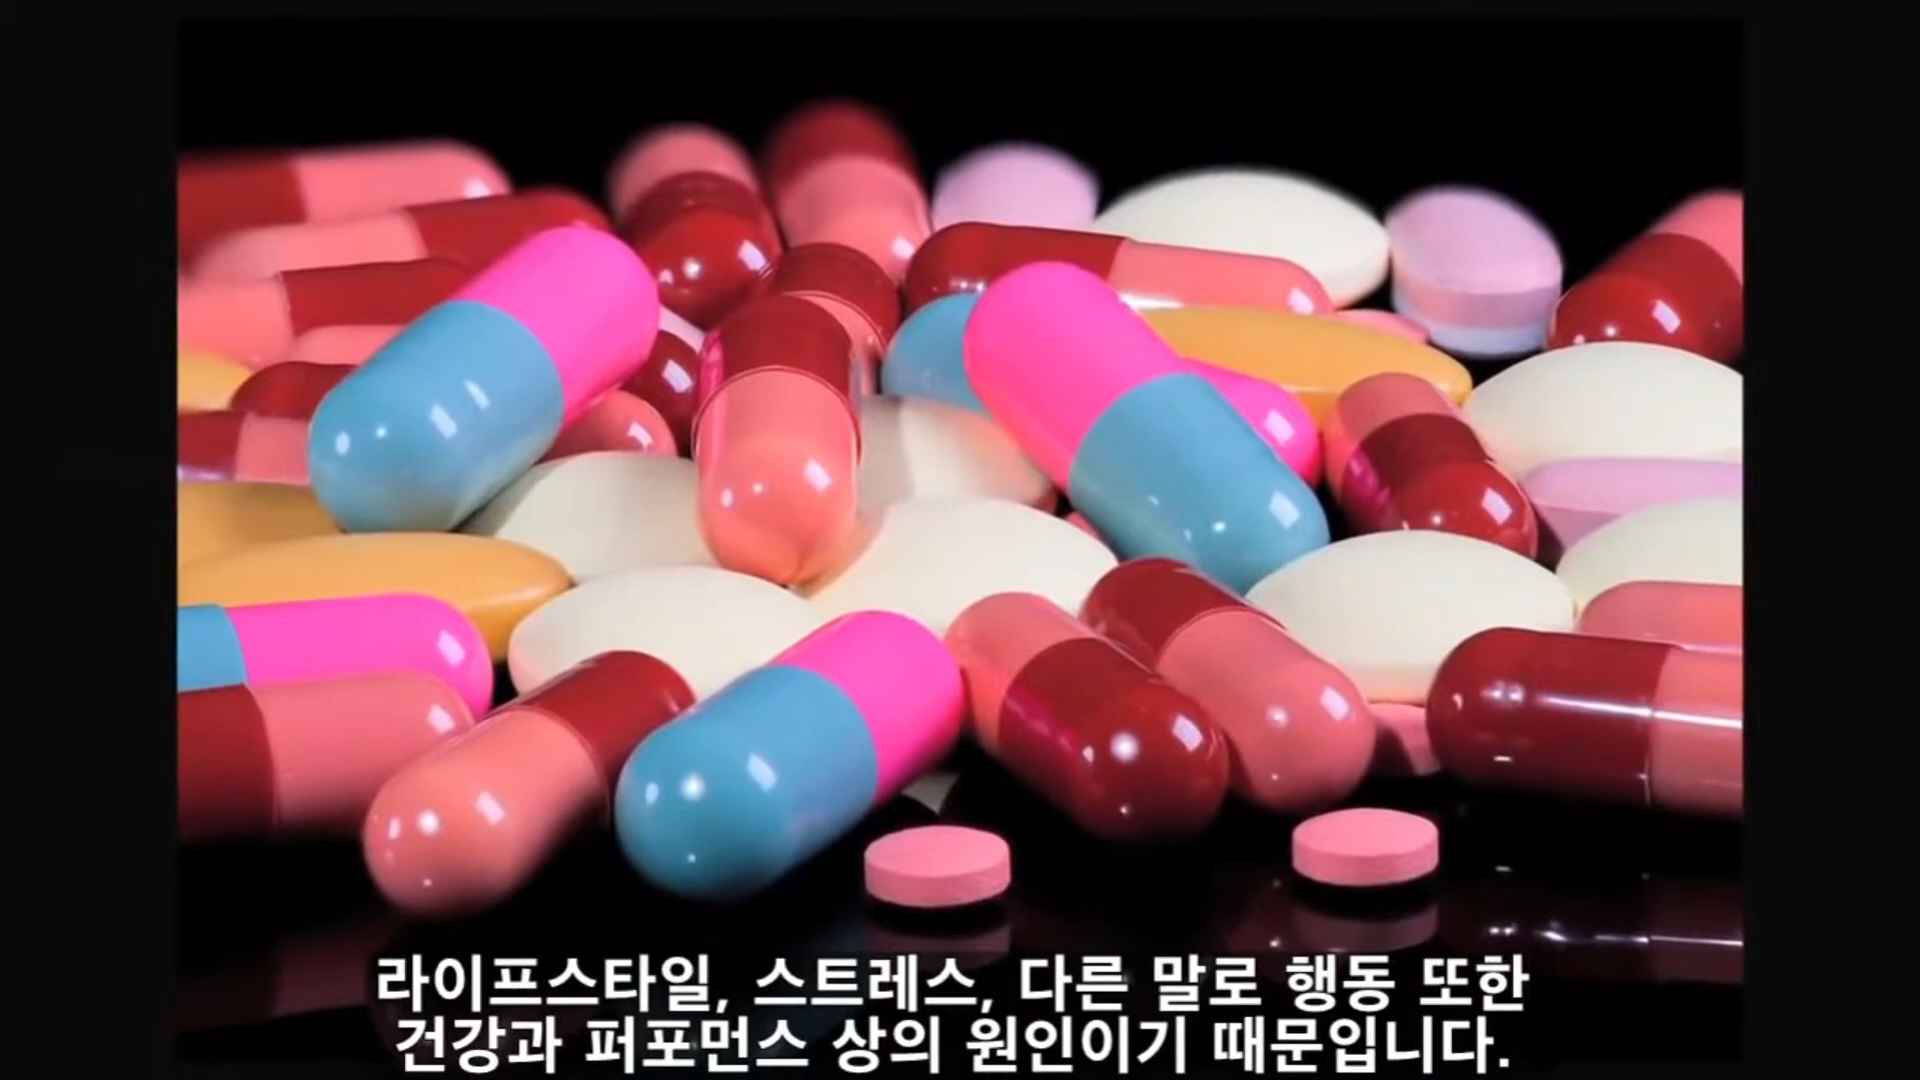 라이프스타일, 스트레스, 다른 말로 행동 또한
건강과 퍼포먼스 상의 원인이기 때문입니다.